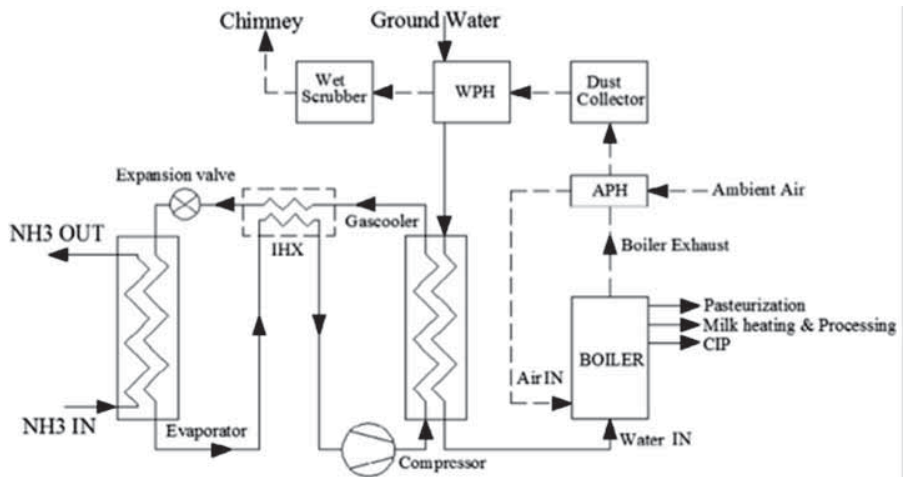 Chimney
Ground Water
Wet
Scrubber
WPH
Dust
Collector
Expansion valve
APH
Ambient Air
Gascooler
NH3 OUT
IHX
Boiler Exhaust
Pasteurization
Milk heating & Processing
CIP
BOILER
Air IN
NH3 IN
Evaporator
Water IN
Compressor